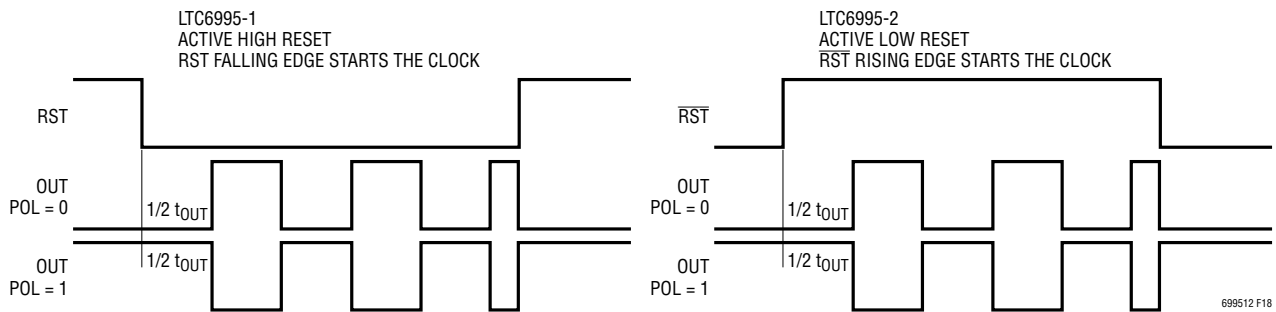 LTC6995-1
ACTIVE HIGH RESET
RST FALLING EDGE STARTS THE CLOCK
RST
OUT
POL = 0
1/2 tOUT
1/2 tOUT
OUT
POL = 1
LTC6995-2
ACTIVE LOW RESET
R̅S̅T̅ RISING EDGE STARTS THE CLOCK
R̅S̅T̅
OUT
POL = 0
1/2 tOUT
1/2 tOUT
OUT
POL = 1
699512 F18